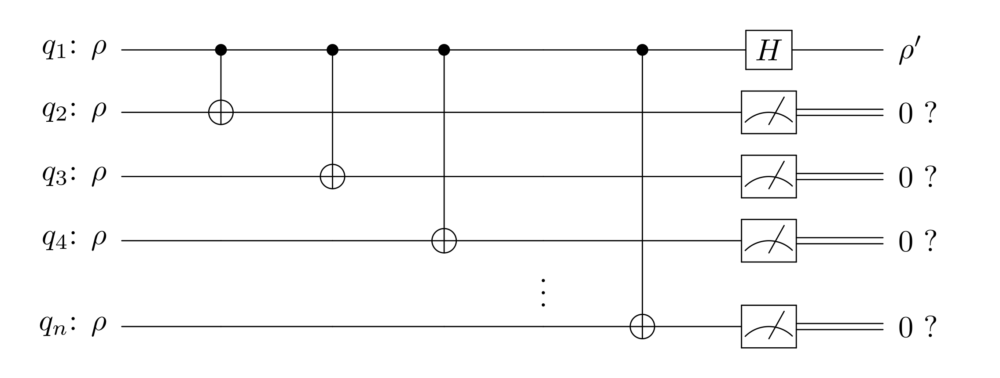 q₁: ρ H ρ′
q₂: ρ 0 ?
q₃: ρ 0 ?
q₄: ρ 0 ?
⋮
qₙ: ρ 0 ?